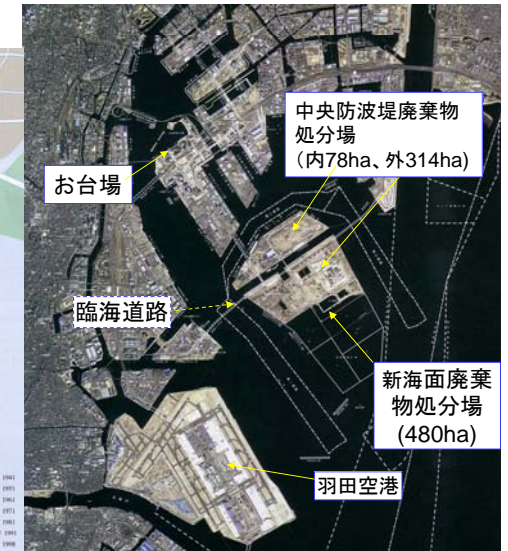 中央防波堤廃棄物
処分場
(内78ha、外314ha)
お台場
臨海道路
新海面廃棄
物処分場
(480ha)
羽田空港